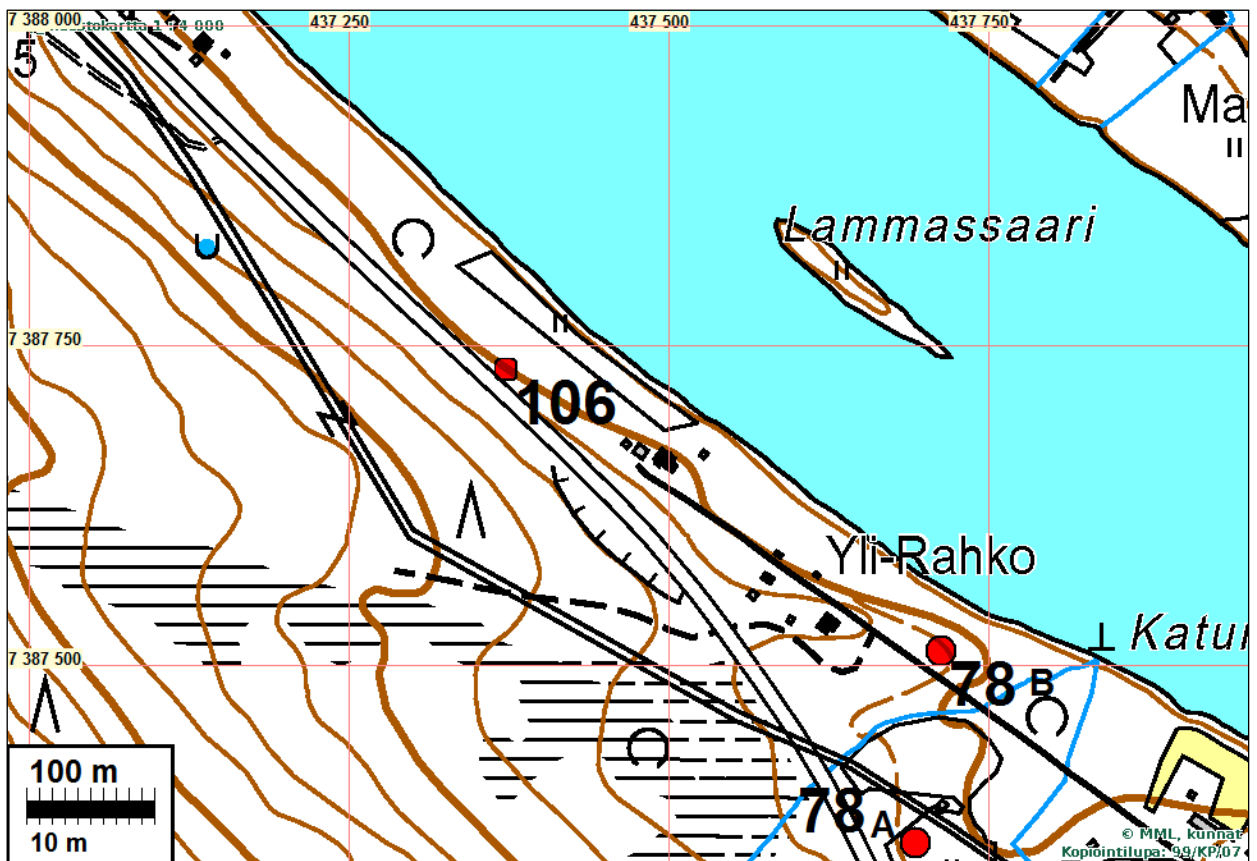 7 388 000
437 250
437 500
437 750
5
Ma
Lammassaari
7 387 750
106
Yli-Rahko
7 387 500
78 B
Katu
100 m
10 m
78 A
© MML, kunnat
Kopiointilupa: 99/KP/07